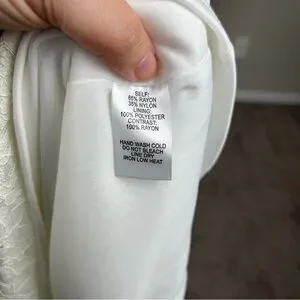 SELF:
65% RAYON
35% NYLON
LINING:
100% POLYESTER
CONTRAST:
100% RAYON
HAND WASH COLD
DO NOT BLEACH
LINE DRY
IRON LOW HEAT